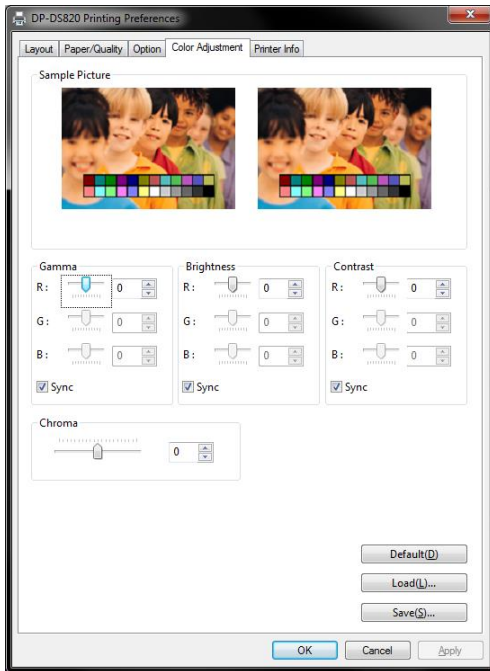 DP-DS820 Printing Preferences
Layout Paper/Quality Option Color Adjustment Printer Info
Sample Picture
Gamma Brightness Contrast
R: 0 R: 0 R: 0
G: 0 G: 0 G: 0
B: 0 B: 0 B: 0
Sync Sync Sync
Chroma
0
Default(D)
Load(L)...
Save(S)...
OK Cancel Apply